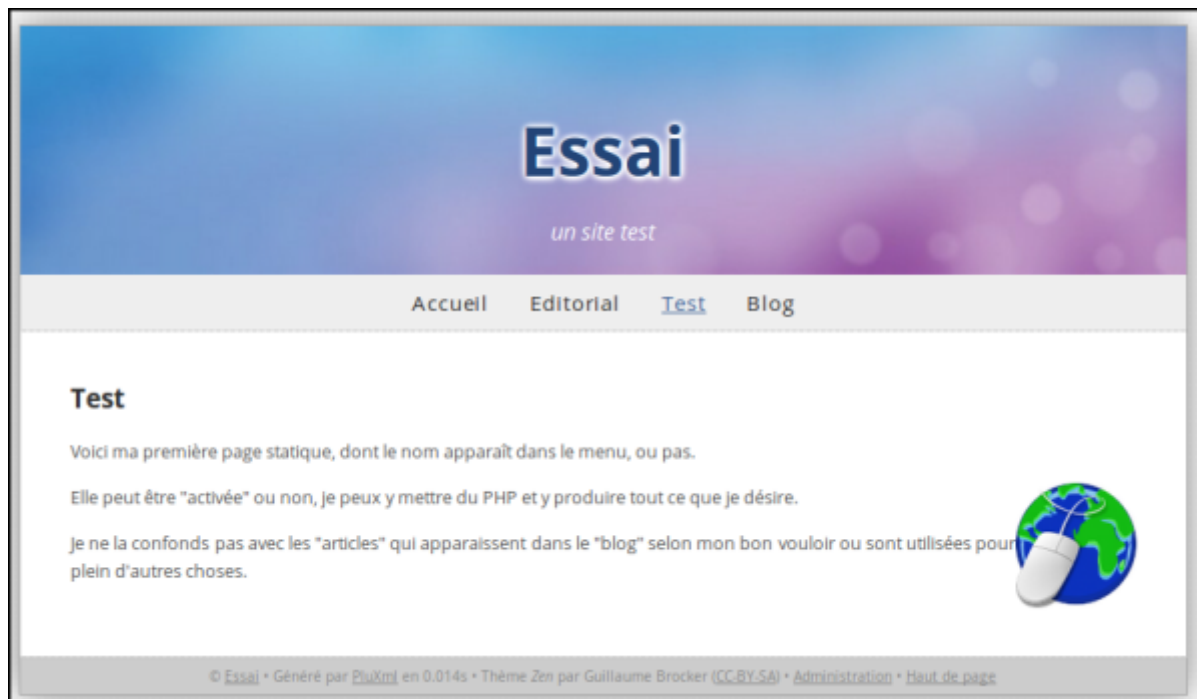 Essai
un site test
Accueil Editorial Test Blog
Test
Voici ma première page statique, dont le nom apparaît dans le menu, ou pas.
Elle peut être "activée" ou non, je peux y mettre du PHP et y produire tout ce que je désire.
Je ne la confonds pas avec les "articles" qui apparaissent dans le "blog" selon mon bon vouloir ou sont utilisées pour
plein d'autres choses.
© Essai • Généré par PluXml en 0.014s • Thème Zen par Guillaume Brocker (CC-BY-SA) • Administration • Haut de page